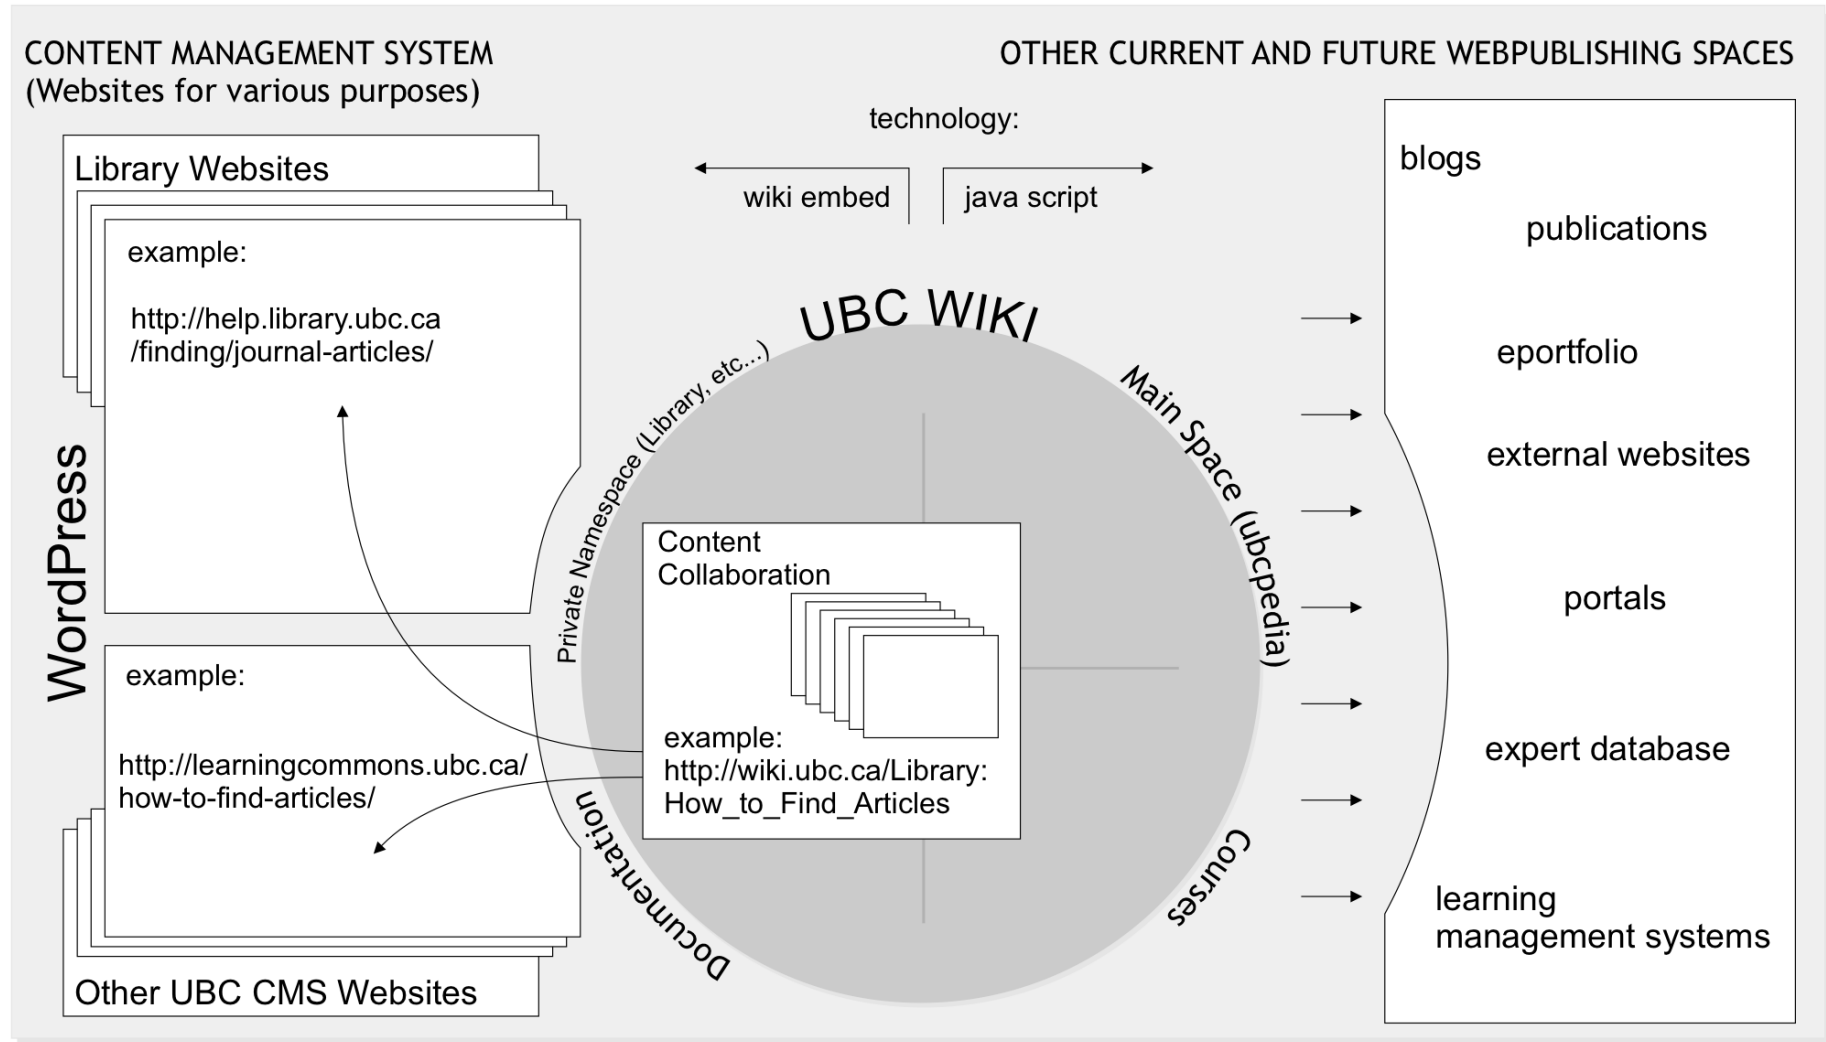 CONTENT MANAGEMENT SYSTEM
(Websites for various purposes)
OTHER CURRENT AND FUTURE WEBPUBLISHING SPACES
technology:
wiki embed
java script
Library Websites
example:
http://help.library.ubc.ca
/finding/journal-articles/
WordPress
example:
http://learningcommons.ubc.ca/
how-to-find-articles/
Other UBC CMS Websites
UBC WIKI
Private Namespace (Library, etc...)
Main Space (ubcpedia)
Documentation
Courses
Content
Collaboration
example:
http://wiki.ubc.ca/Library:
How_to_Find_Articles
blogs
publications
eportfolio
external websites
portals
expert database
learning
management systems